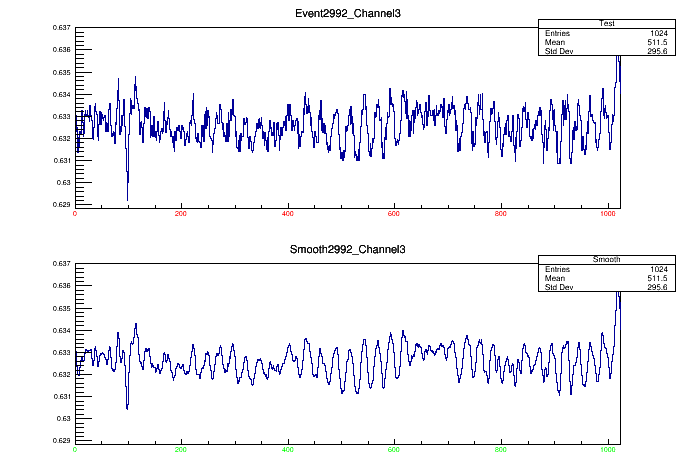 Event2992_Channel3
Test
Entries 1024
Mean 511.5
Std Dev 295.6
0.637
0.636
0.635
0.634
0.633
0.632
0.631
0.63
0.629
0 200 400 600 800 1000
Smooth2992_Channel3
Smooth
Entries 1024
Mean 511.5
Std Dev 295.6
0.637
0.636
0.635
0.634
0.633
0.632
0.631
0.63
0.629
0 200 400 600 800 1000